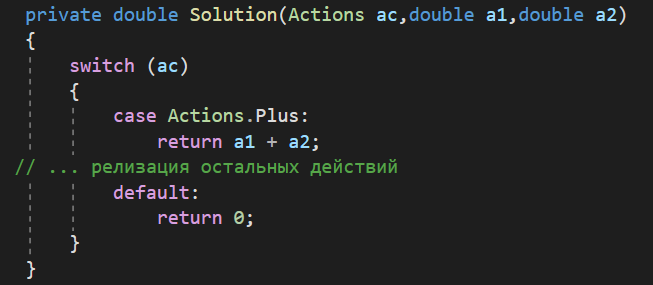 private double Solution(Actions ac,double a1,double a2)
{
switch (ac)
{
case Actions.Plus:
return a1 + a2;
// ... релизация остальных действий
default:
return 0;
}
}